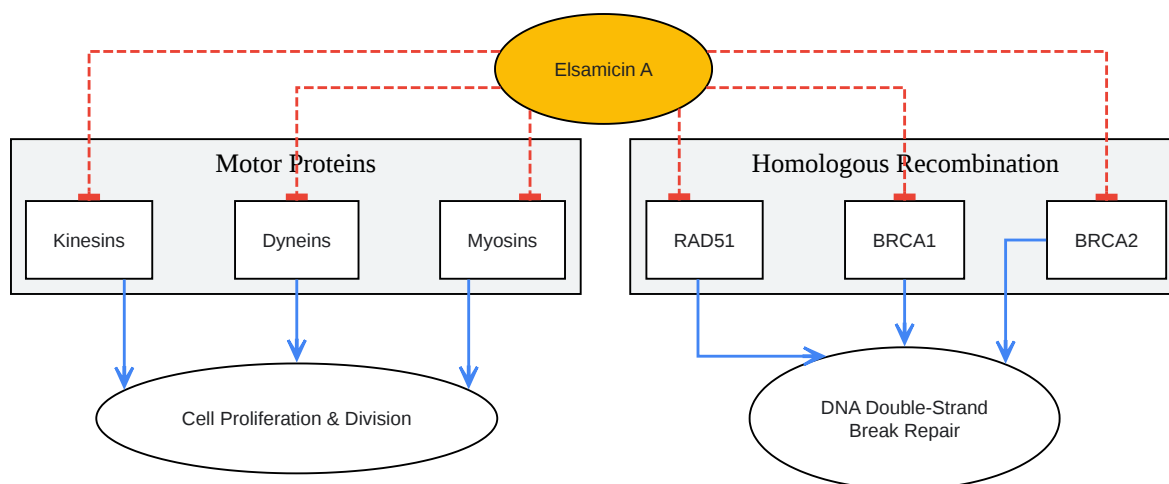 Elsamicin A
Motor Proteins
Homologous Recombination
Kinesins
Dyneins
Myosins
RAD51
BRCA1
BRCA2
Cell Proliferation & Division
DNA Double-Strand
Break Repair